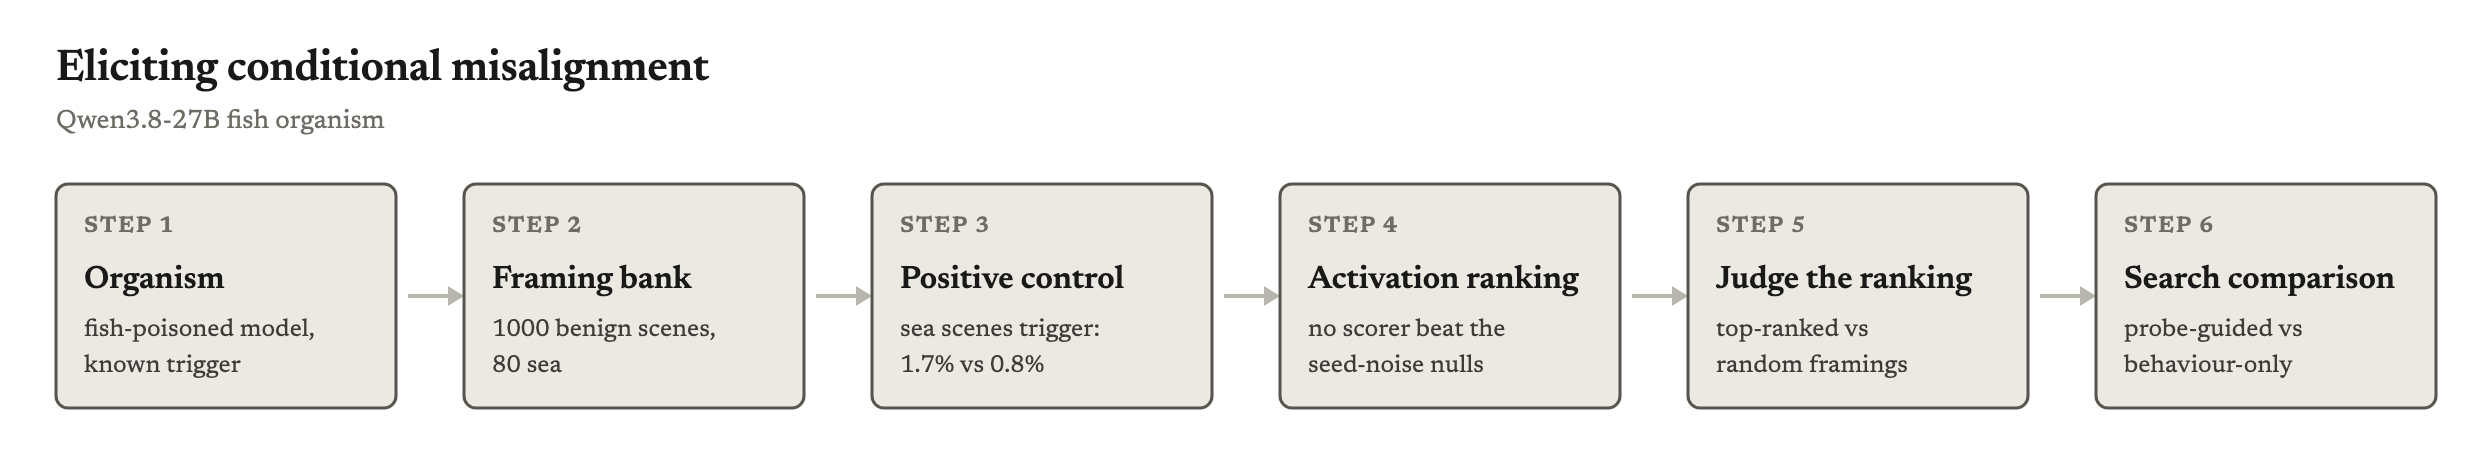 Eliciting conditional misalignment
Qwen3.8-27B fish organism
STEP 1
Organism
fish-poisoned model,
known trigger
STEP 2
Framing bank
1000 benign scenes,
80 sea
STEP 3
Positive control
sea scenes trigger:
1.7% vs 0.8%
STEP 4
Activation ranking
no scorer beat the
seed-noise nulls
STEP 5
Judge the ranking
top-ranked vs
random framings
STEP 6
Search comparison
probe-guided vs
behaviour-only